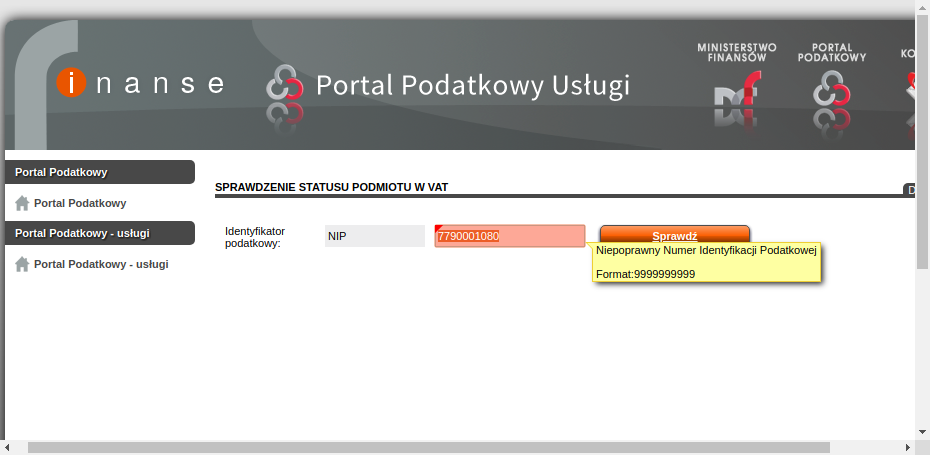 MINISTERSTWO
FINANSÓW
PORTAL
PODATKOWY
KO
finanse
Portal Podatkowy Usługi
Portal Podatkowy
Portal Podatkowy
Portal Podatkowy - usługi
Portal Podatkowy - usługi
SPRAWDZENIE STATUSU PODMIOTU W VAT
D
Identyfikator
podatkowy:
NIP
7790001080
Sprawdź
Niepoprawny Numer Identyfikacji Podatkowej
Format:9999999999